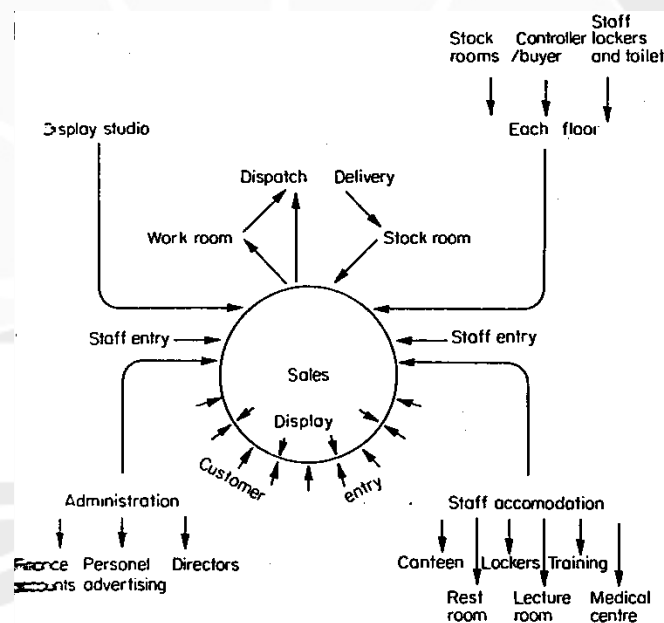 Staff
Stock Controller lockers
rooms /buyer and toilet
Display studio
Each floor
Dispatch Delivery
Work room
Stock room
Staff entry
Staff entry
Sales
Display
Customer entry
Administration
Staff accomodation
Finance Personel Directors
accounts advertising
Canteen Lockers Training
Rest Lecture Medical
room room centre